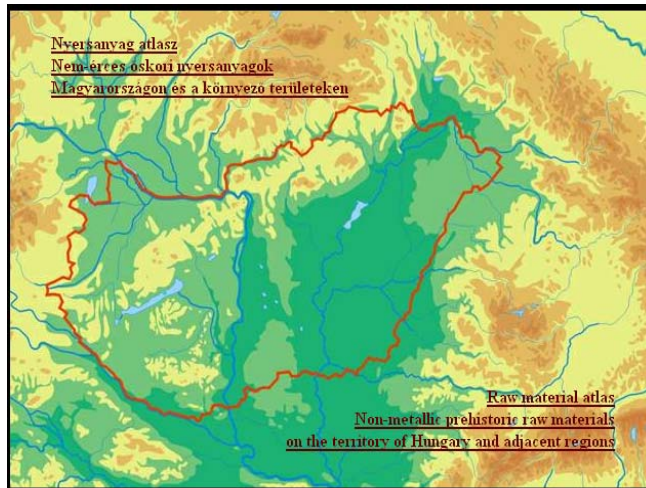 Nyersanyag atlasz
Nem-érces őskori nyersanyagok
Magyarországon és a környező területeken
Raw material atlas
Non-metallic prehistoric raw materials
on the territory of Hungary and adjacent regions